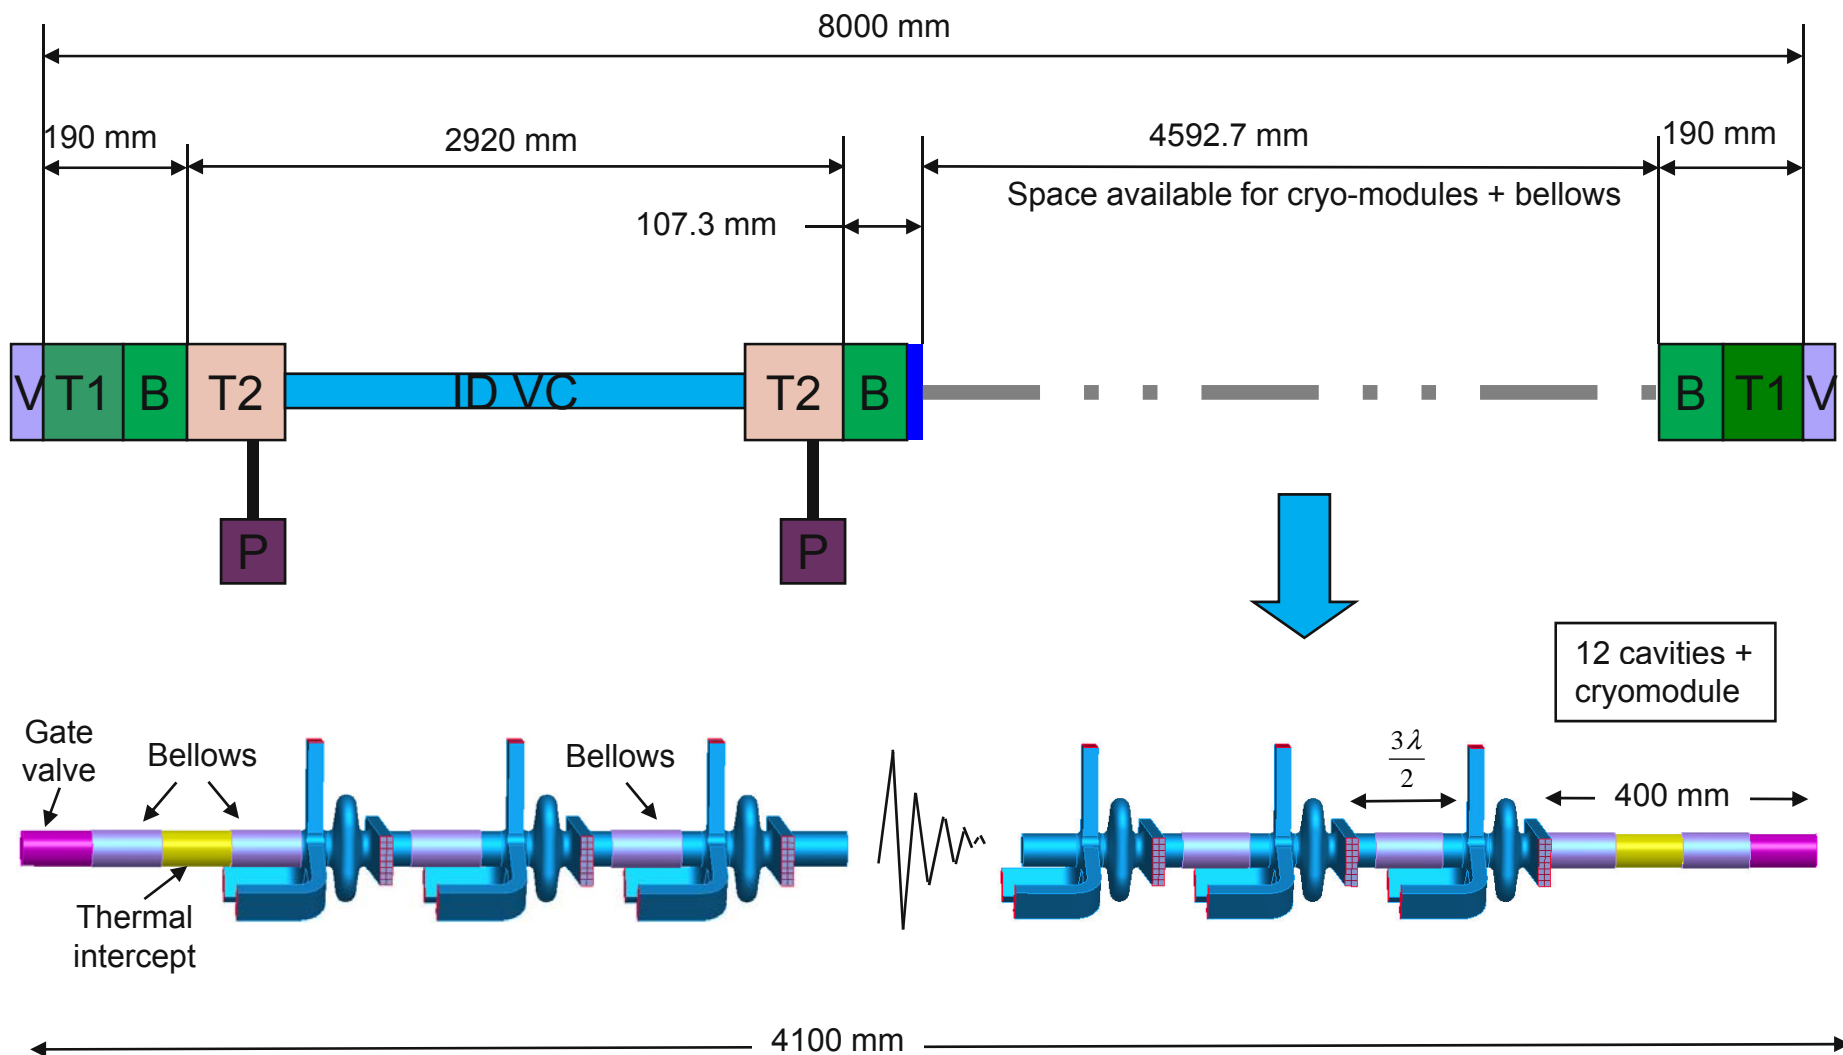 8000 mm
190 mm
2920 mm
4592.7 mm
190 mm
Space available for cryo-modules + bellows
107.3 mm
V T1 B T2 ID VC T2 B B T1 V
P P
12 cavities +
cryomodule
Gate
valve
Bellows
Bellows
3λ
2
400 mm
Thermal
intercept
4100 mm